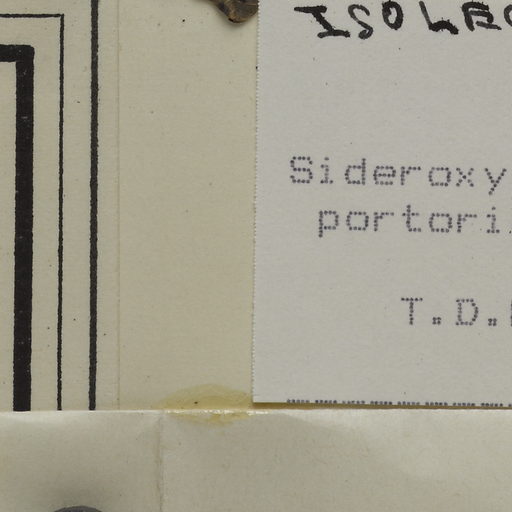 ISOLEC
Sideroxy
portori
T.D.